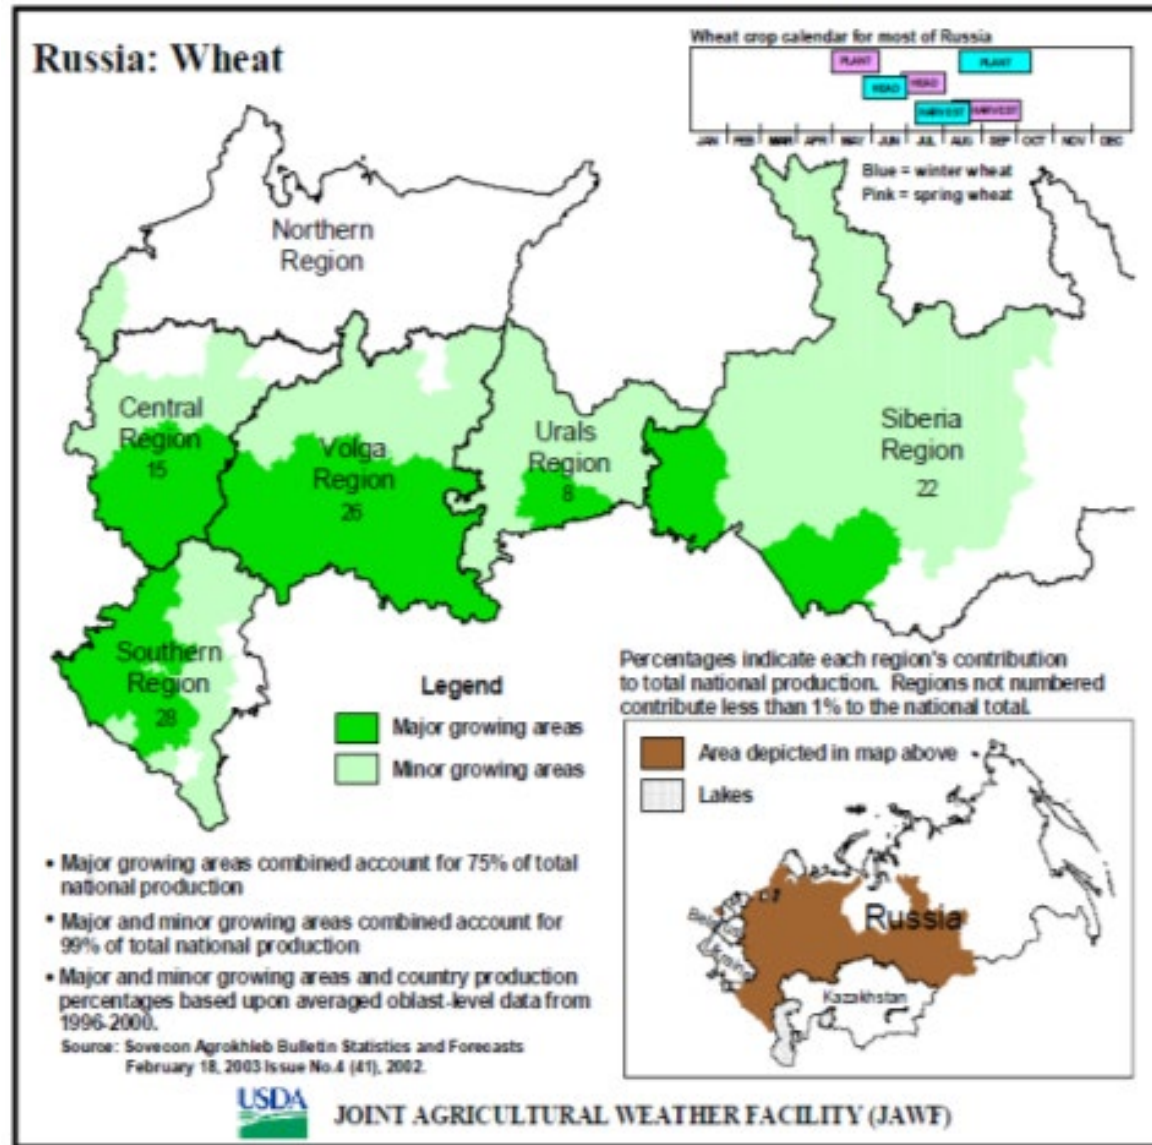 Russia: Wheat
Wheat crop calendar for most of Russia
PLANT
PLANT
HEAD
HEAD
HARVEST
HARVEST
JAN FEB MAR APR MAY JUN JUL AUG SEP OCT NOV DEC
Blue = winter wheat
Pink = spring wheat
Northern
Region
Central
Region
15
Volga
Region
26
Urals
Region
8
Siberia
Region
22
Southern
Region
28
Legend
Major growing areas
Minor growing areas
Percentages indicate each region's contribution
to total national production. Regions not numbered
contribute less than 1% to the national total.
Area depicted in map above
Lakes
Russia
Belarus
Ukraine
Kazakhstan
• Major growing areas combined account for 75% of total
national production
• Major and minor growing areas combined account for
99% of total national production
• Major and minor growing areas and country production
percentages based upon averaged oblast-level data from
1996-2000.
Source: Sovecon Agrokhleb Bulletin Statistics and Forecasts
February 18, 2003 Issue No.4 (41), 2002.
USDA
JOINT AGRICULTURAL WEATHER FACILITY (JAWF)